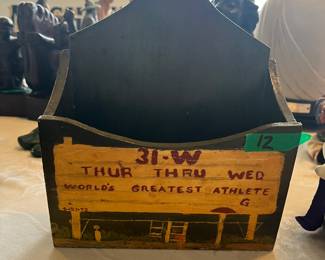 12
31-W
THUR THRU WED
WORLD'S GREATEST ATHLETE
G